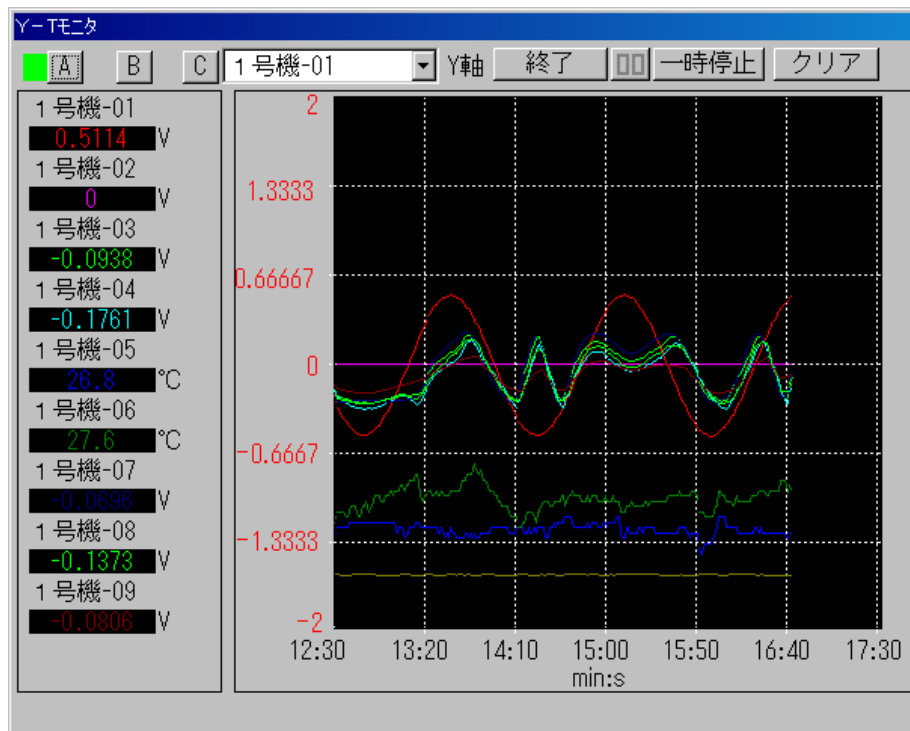 Y－Tモニタ
A B C 1号機-01 Y軸 終了 一時停止 クリア
1号機-01
0.5114 V
1号機-02
0 V
1号機-03
-0.0938 V
1号機-04
-0.1761 V
1号機-05
26.8 ℃
1号機-06
27.6 ℃
1号機-07
-0.0696 V
1号機-08
-0.1373 V
1号機-09
-0.0806 V
2
1.3333
0.66667
0
-0.6667
-1.3333
-2
12:30 13:20 14:10 15:00 15:50 16:40 17:30
min:s